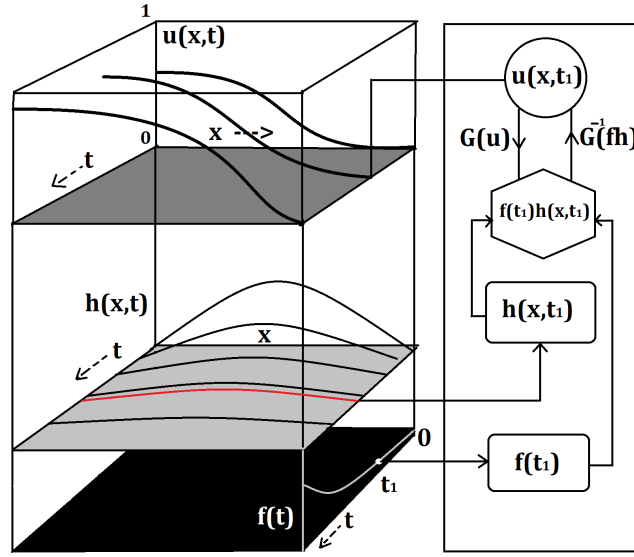 1
u(x,t)
0
x --->
t
h(x,t)
x
t
0
t₁
f(t)
t
u(x,t₁)
G(u)
G⁻¹(fh)
f(t₁)h(x,t₁)
h(x,t₁)
f(t₁)